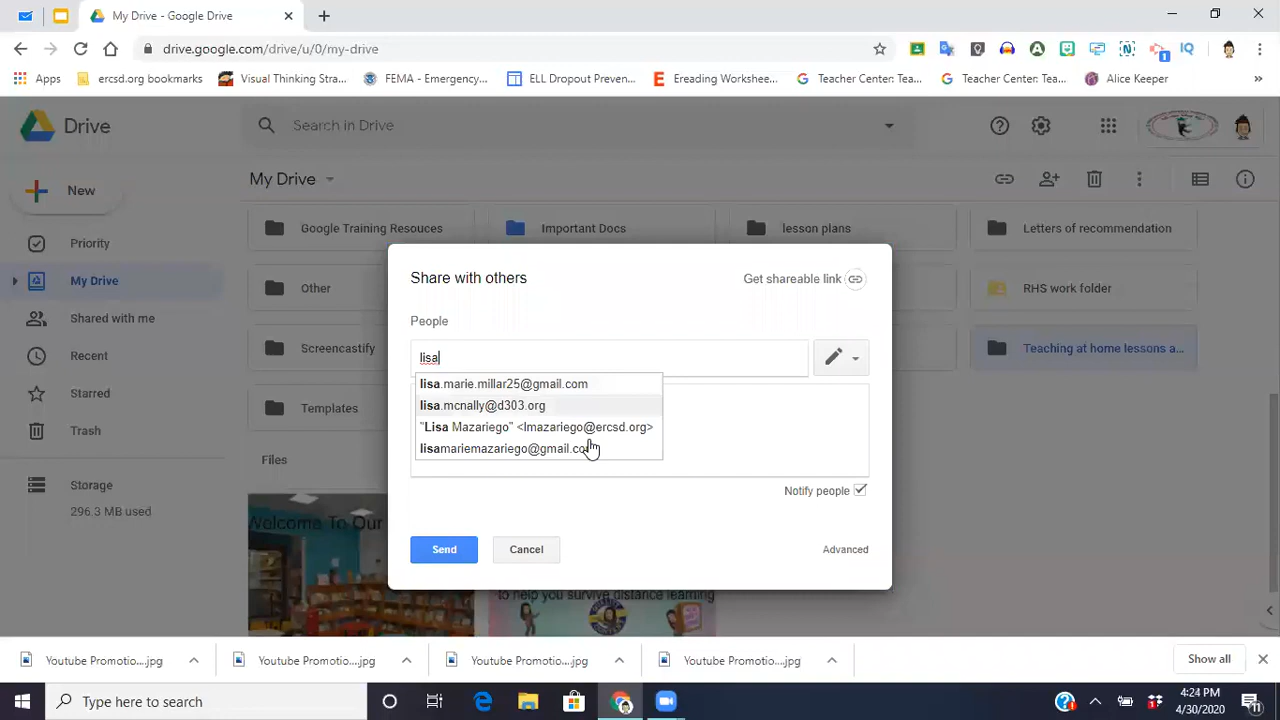 My Drive - Google Drive
drive.google.com/drive/u/0/my-drive
Apps
ercsd.org bookmarks
Visual Thinking Stra...
FEMA - Emergency...
ELL Dropout Preven...
Ereading Workshee...
Teacher Center: Tea...
Teacher Center: Tea...
Alice Keeper
Drive
Search in Drive
New
My Drive
Google Training Resouces
Important Docs
lesson plans
Letters of recommendation
Priority
Share with others
Get shareable link
My Drive
Other
RHS work folder
Shared with me
People
Screencastify
lisa
Teaching at home lessons a...
Recent
lisa.marie.millar25@gmail.com
Starred
lisa.mcnally@d303.org
Templates
"Lisa Mazariego" <lmazariego@ercsd.org>
Trash
lisamariemazariego@gmail.co
Files
Storage
Notify people
296.3 MB used
Welcome To Our
Send
Cancel
Advanced
to help you survive distance learning
Youtube Promotio....jpg
Youtube Promotio....jpg
Youtube Promotio....jpg
Youtube Promotio....jpg
Show all
Type here to search
4:24 PM
4/30/2020